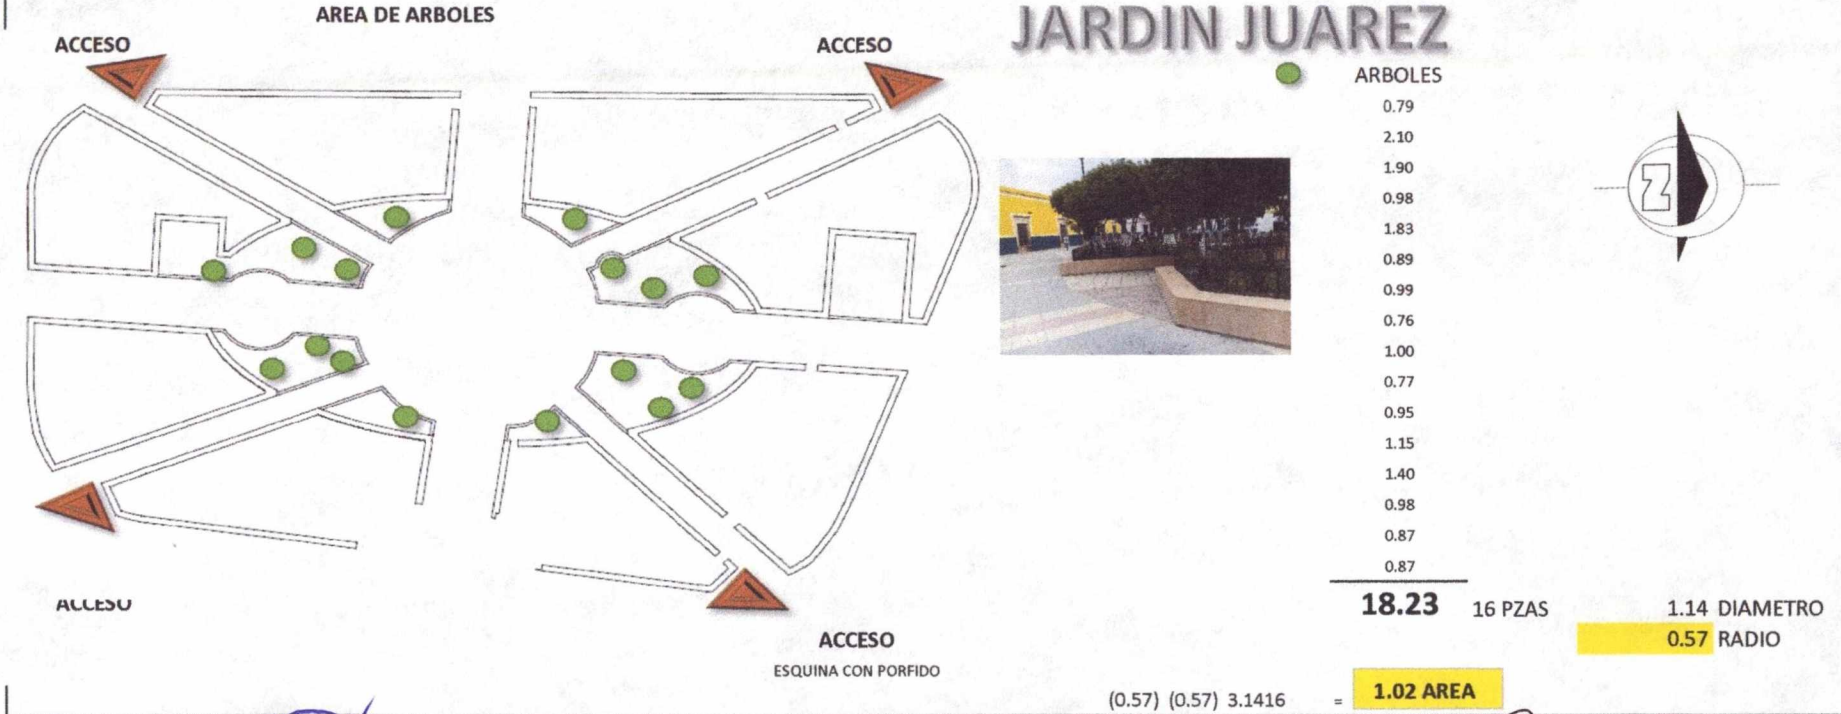 AREA DE ARBOLES
JARDIN JUAREZ
ACCESO
ACCESO
ARBOLES
0.79
2.10
1.90
0.98
1.83
0.89
0.99
0.76
1.00
0.77
0.95
1.15
1.40
0.98
0.87
0.87
18.23 16 PZAS
1.14 DIAMETRO
0.57 RADIO
N
ACCESO
ACCESO
ESQUINA CON PORFIDO
(0.57) (0.57) 3.1416 = 1.02 AREA